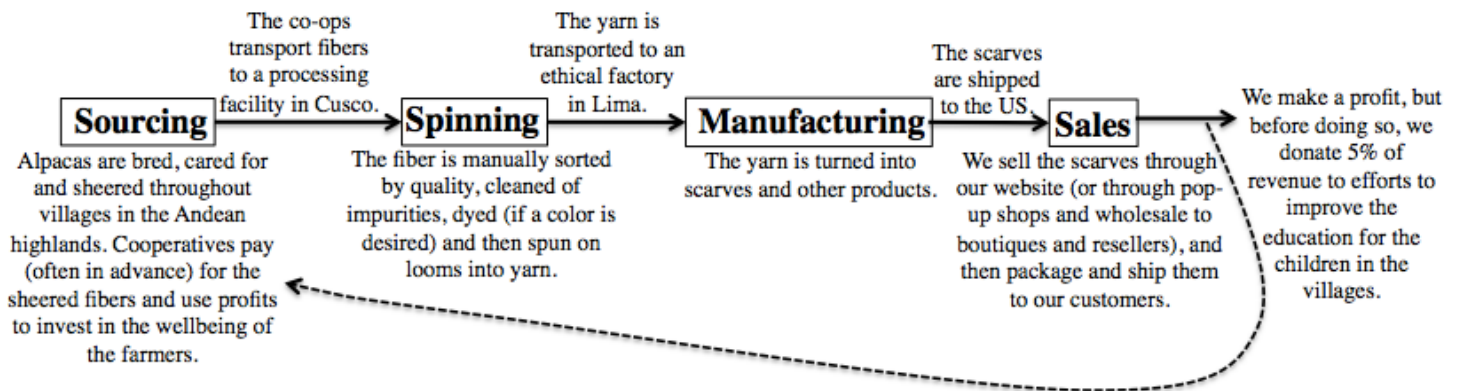 The co-ops
transport fibers
to a processing
facility in Cusco.
The yarn is
transported to an
ethical factory
in Lima.
The scarves
are shipped
to the US.
Sourcing
Alpacas are bred, cared for
and sheered throughout
villages in the Andean
highlands. Cooperatives pay
(often in advance) for the
sheered fibers and use profits
to invest in the wellbeing of
the farmers.
Spinning
The fiber is manually sorted
by quality, cleaned of
impurities, dyed (if a color is
desired) and then spun on
looms into yarn.
Manufacturing
The yarn is turned into
scarves and other products.
Sales
We sell the scarves through
our website (or through pop-
up shops and wholesale to
boutiques and resellers), and
then package and ship them
to our customers.
We make a profit, but
before doing so, we
donate 5% of
revenue to efforts to
improve the
education for the
children in the
villages.